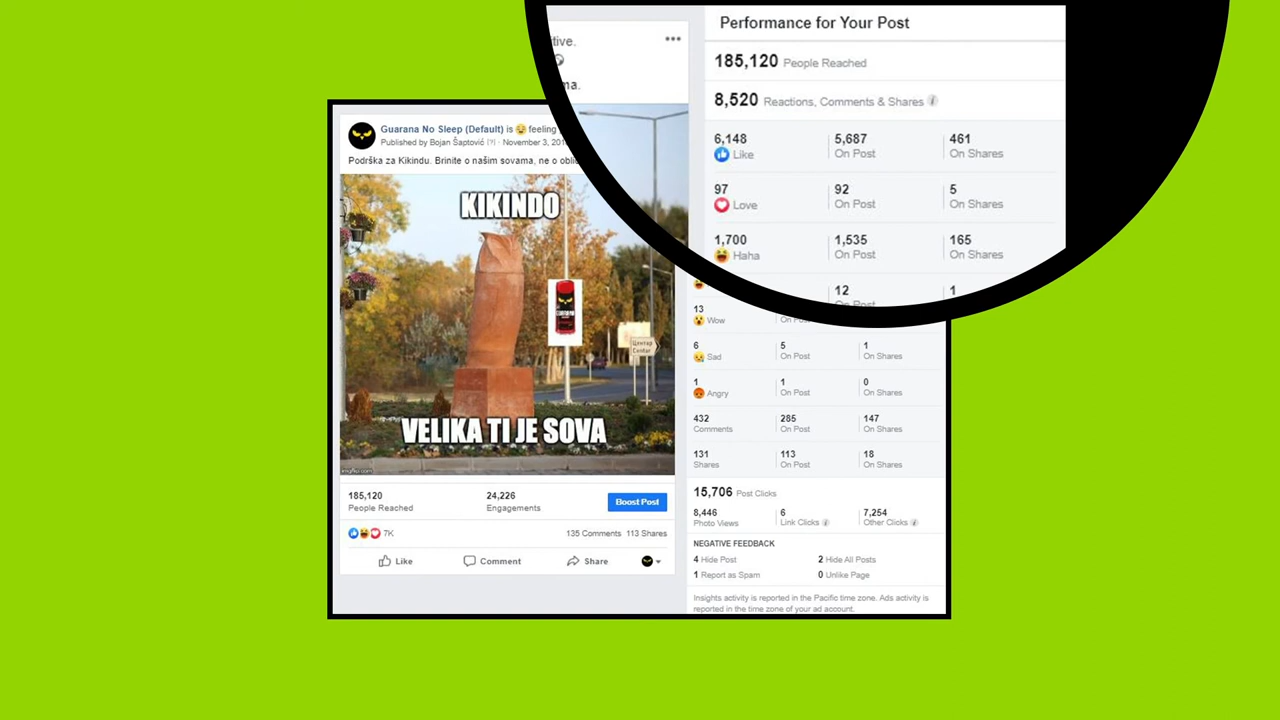 tive.
ma.
Performance for Your Post
185,120 People Reached
8,520 Reactions, Comments & Shares
6,148 Like
5,687 On Post
461 On Shares
97 Love
92 On Post
5 On Shares
1,700 Haha
1,535 On Post
165 On Shares
12 On Post
1
Guarana No Sleep (Default) is 😂 feeling
Published by Bojan Šaptović [?] · November 3, 201
Podrška za Kikindu. Brinite o našim sovama, ne o obli
KIKINDO
GUARANA
Центар
Centar
VELIKA TI JE SOVA
imgflip.com
185,120
People Reached
24,226
Engagements
Boost Post
7K
135 Comments 113 Shares
Like
Comment
Share
13 Wow
On Post
6 Sad
5 On Post
1 On Shares
1 Angry
1 On Post
0 On Shares
432 Comments
285 On Post
147 On Shares
131 Shares
113 On Post
18 On Shares
15,706 Post Clicks
8,446 Photo Views
6 Link Clicks
7,254 Other Clicks
NEGATIVE FEEDBACK
4 Hide Post
2 Hide All Posts
1 Report as Spam
0 Unlike Page
Insights activity is reported in the Pacific time zone. Ads activity is
reported in the time zone of your ad account.